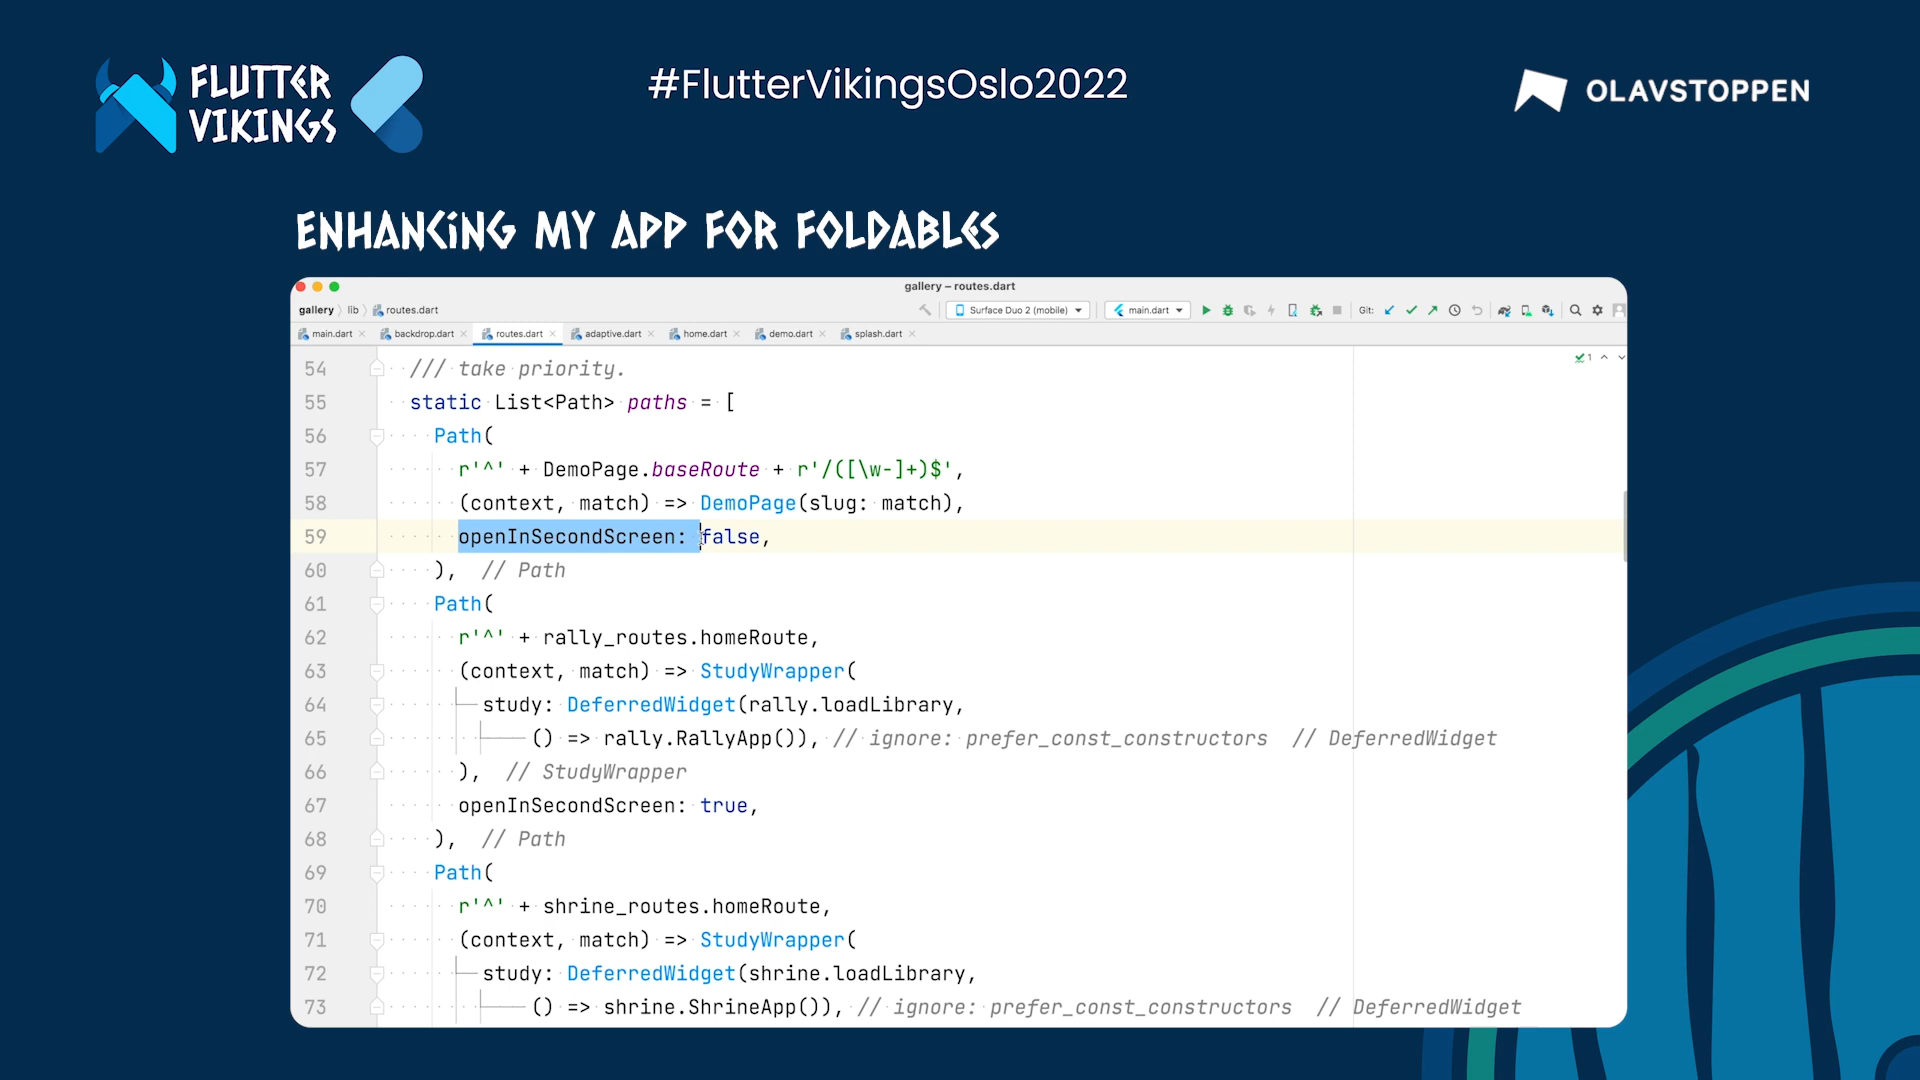 FLUTTER
VIKINGS
#FlutterVikingsOslo2022
OLAVSTOPPEN
ENHANCING MY APP FOR FOLDABLES
gallery – routes.dart
gallery lib routes.dart
Surface Duo 2 (mobile) main.dart Git:
main.dart backdrop.dart routes.dart adaptive.dart home.dart demo.dart splash.dart
1
54 /// take priority.
55 static List<Path> paths = [
56 Path(
57 r'^' + DemoPage.baseRoute + r'/([\w-]+)$',
58 (context, match) => DemoPage(slug: match),
59 openInSecondScreen: false,
60 ), // Path
61 Path(
62 r'^' + rally_routes.homeRoute,
63 (context, match) => StudyWrapper(
64 study: DeferredWidget(rally.loadLibrary,
65 () => rally.RallyApp()), // ignore: prefer_const_constructors // DeferredWidget
66 ), // StudyWrapper
67 openInSecondScreen: true,
68 ), // Path
69 Path(
70 r'^' + shrine_routes.homeRoute,
71 (context, match) => StudyWrapper(
72 study: DeferredWidget(shrine.loadLibrary,
73 () => shrine.ShrineApp()), // ignore: prefer_const_constructors // DeferredWidget